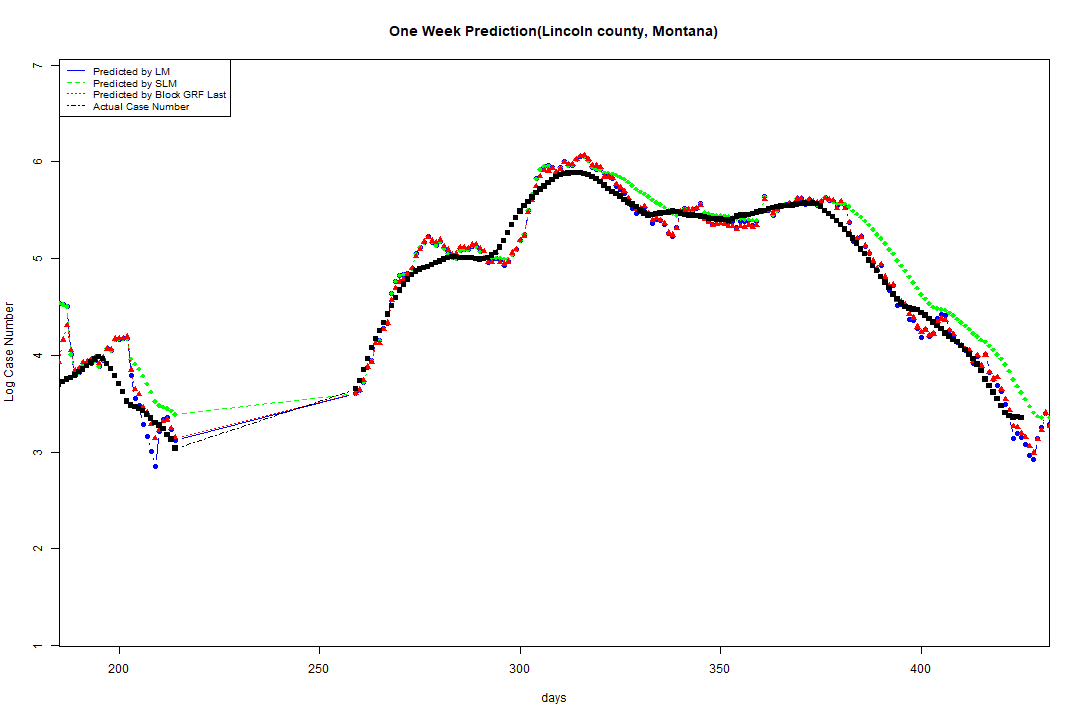 One Week Prediction(Lincoln county, Montana)
Predicted by LM
Predicted by SLM
Predicted by Block GRF Last
Actual Case Number
7
6
5
4
3
2
1
Log Case Number
200 250 300 350 400
days